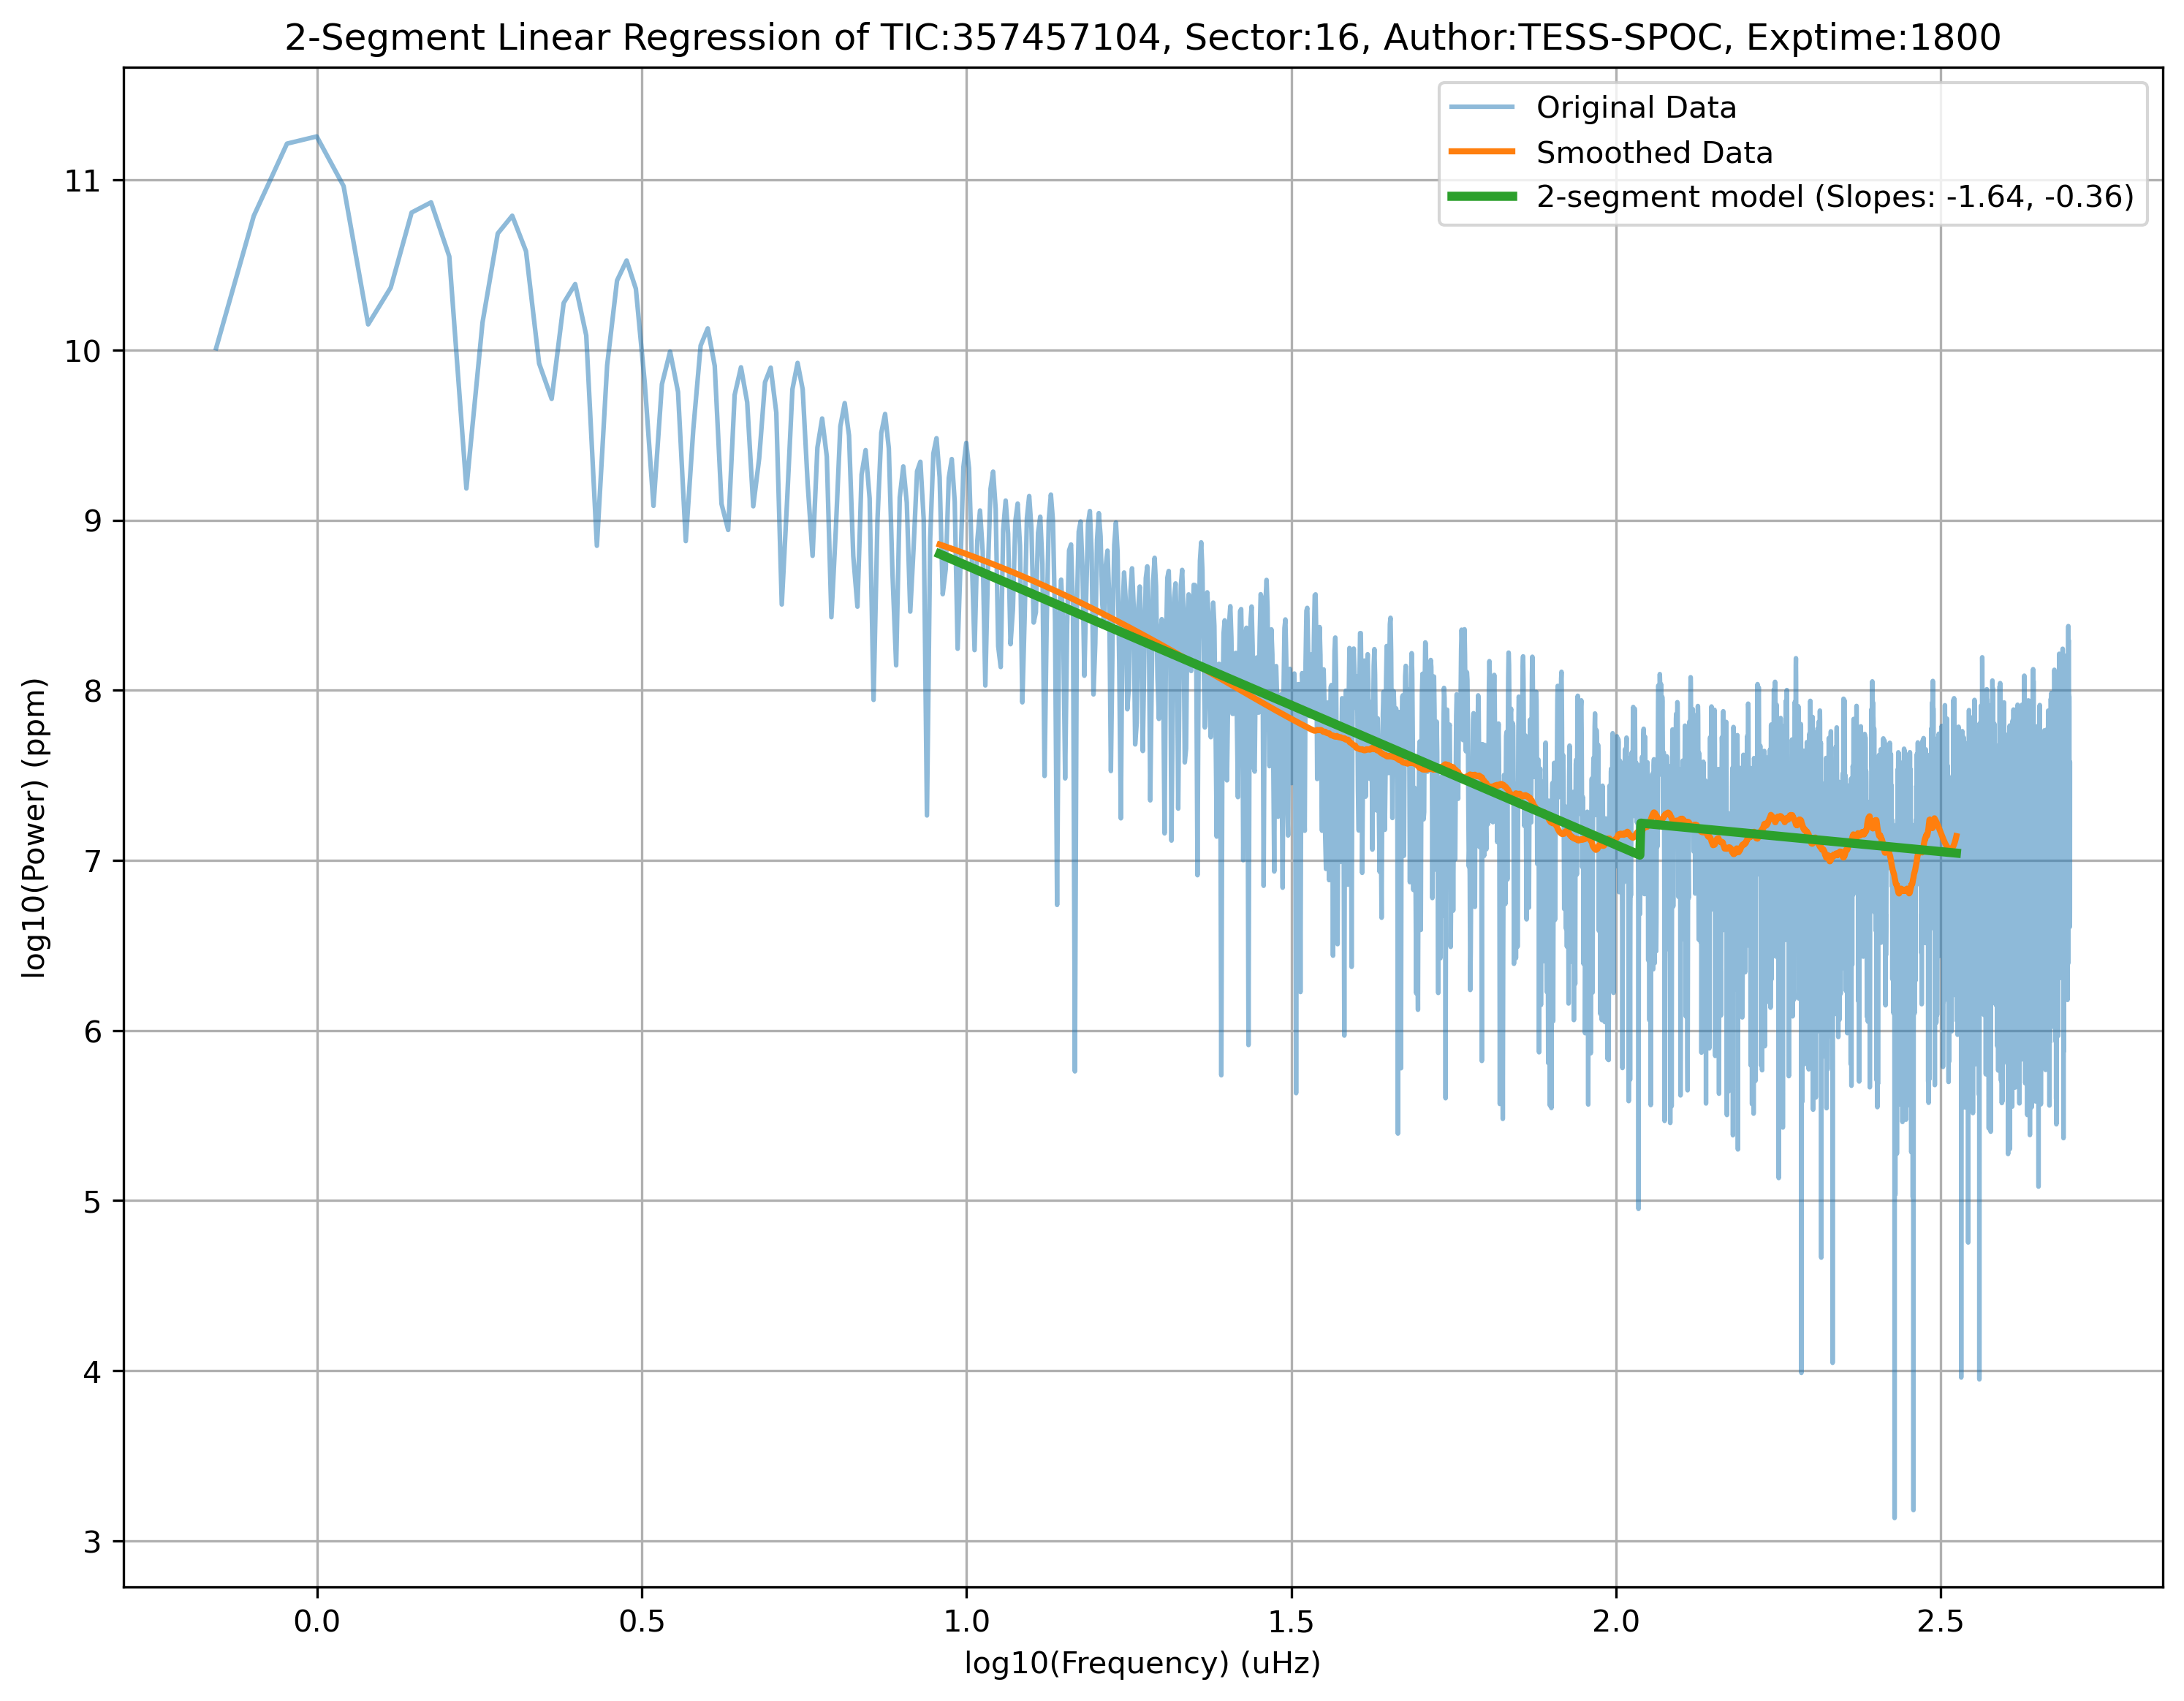 2-Segment Linear Regression of TIC:357457104, Sector:16, Author:TESS-SPOC, Exptime:1800
Original Data
Smoothed Data
2-segment model (Slopes: -1.64, -0.36)
log10(Power) (ppm)
11
10
9
8
7
6
5
4
3
0.0 0.5 1.0 1.5 2.0 2.5
log10(Frequency) (uHz)